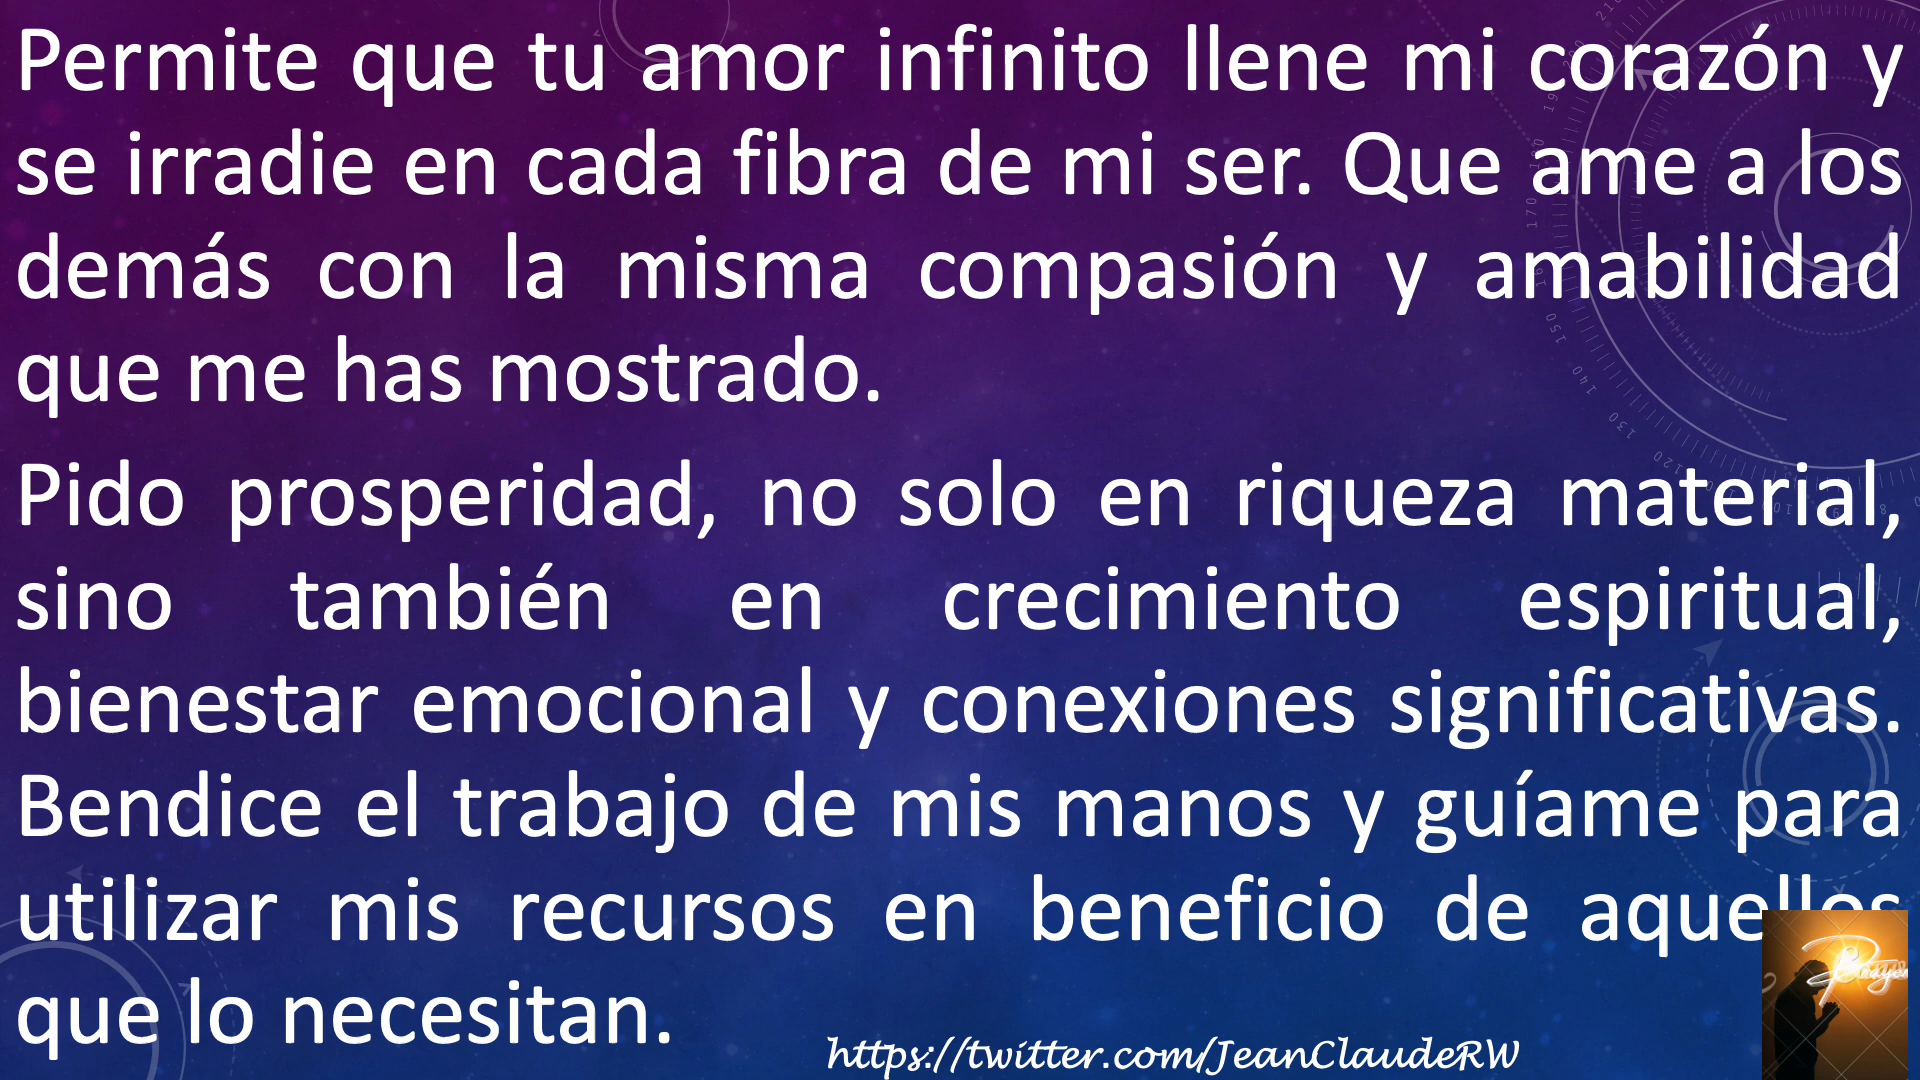 Permite que tu amor infinito llene mi corazón y
se irradie en cada fibra de mi ser. Que ame a los
demás con la misma compasión y amabilidad
que me has mostrado.
Pido prosperidad, no solo en riqueza material,
sino también en crecimiento espiritual,
bienestar emocional y conexiones significativas.
Bendice el trabajo de mis manos y guíame para
utilizar mis recursos en beneficio de aquellos
que lo necesitan.
https://twitter.com/JeanClaudeRW
Prayer